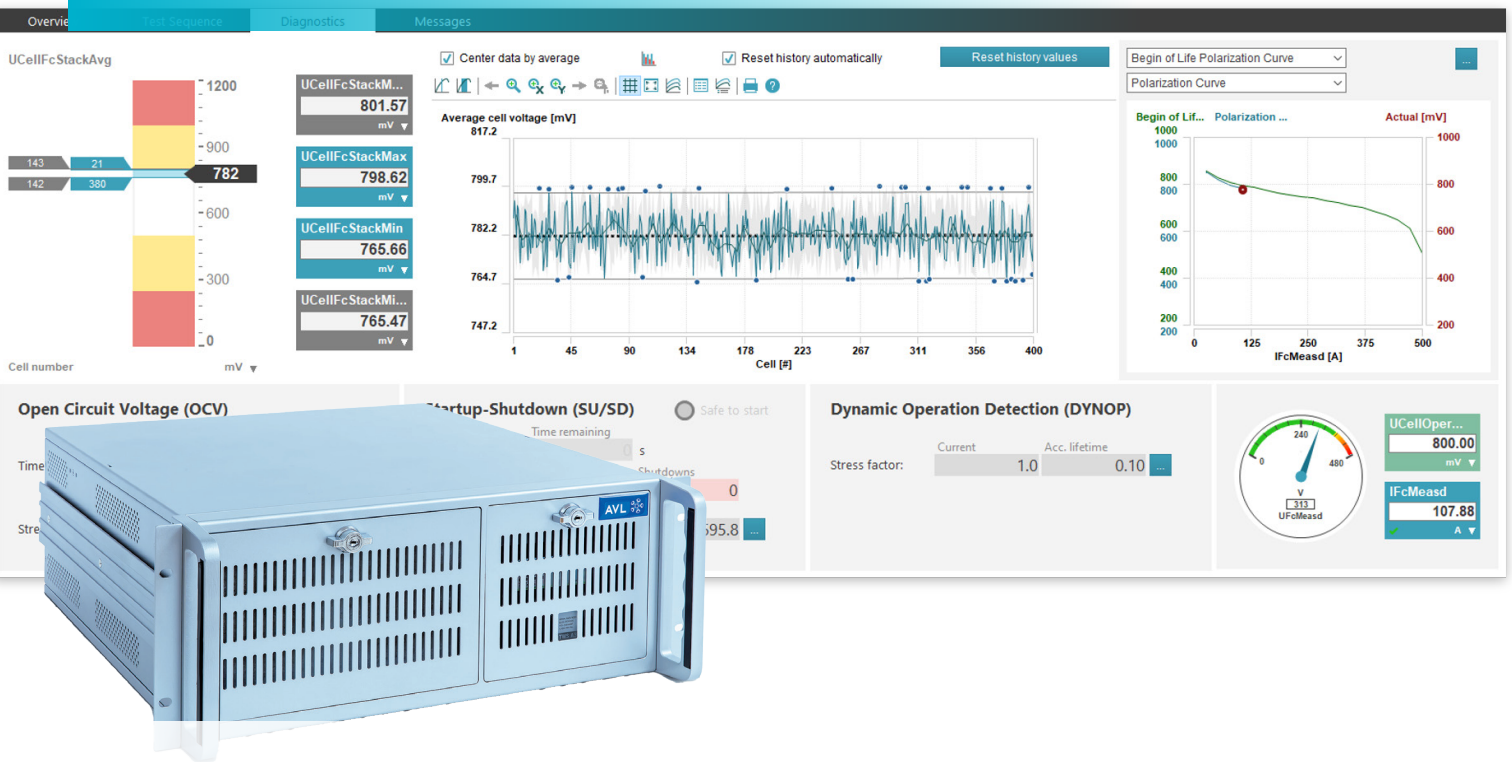 Overvie
Test Sequence
Diagnostics
Messages
UCellFcStackAvg
1200
900
600
300
0
143
21
142
380
782
Cell number
mV
UCellFcStackM...
801.57
mV
UCellFcStackMax
798.62
mV
UCellFcStackMin
765.66
mV
UCellFcStackMi...
765.47
mV
Center data by average
Reset history automatically
Reset history values
Average cell voltage [mV]
817.2
799.7
782.2
764.7
747.2
1 45 90 134 178 223 267 311 356 400
Cell [#]
Begin of Life Polarization Curve
...
Polarization Curve
Begin of Lif... Polarization ... Actual [mV]
1000
1000
1000
800
800
800
600
600
600
400
400
400
200
200
200
0 125 250 375 500
IFcMeasd [A]
Open Circuit Voltage (OCV)
Time
Stre
Startup-Shutdown (SU/SD)
Safe to start
Time remaining
0 s
Shutdowns
0
595.8 ...
Dynamic Operation Detection (DYNOP)
Current Acc. lifetime
Stress factor: 1.0 0.10 ...
0
240
480
V
313
UFcMeasd
UCellOper...
800.00
mV
IFcMeasd
107.88
A
AVL